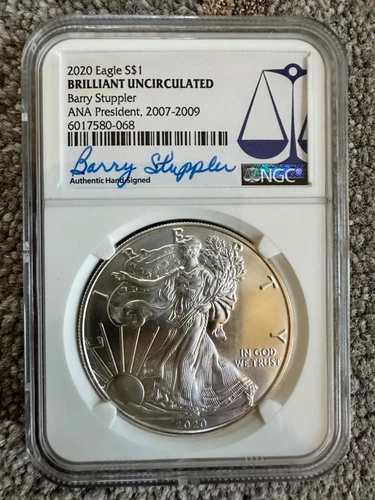 2020 Eagle S$1
BRILLIANT UNCIRCULATED
Barry Stuppler
ANA President, 2007-2009
6017580-068
Barry Stuppler
Authentic Hand Signed
NGC
LIBERTY
IN GOD
WE TRUST
2020